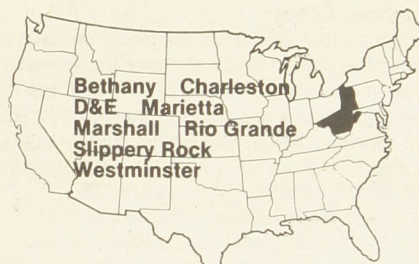 Bethany Charleston
D&E Marietta
Marshall Rio Grande
Slippery Rock
Westminster